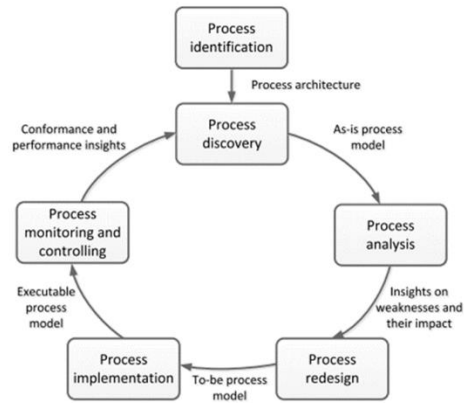 Process
identification
Process architecture
Process
discovery
As-is process
model
Process
analysis
Insights on
weaknesses and
their impact
Process
redesign
To-be process
model
Process
implementation
Executable
process
model
Process
monitoring and
controlling
Conformance and
performance insights